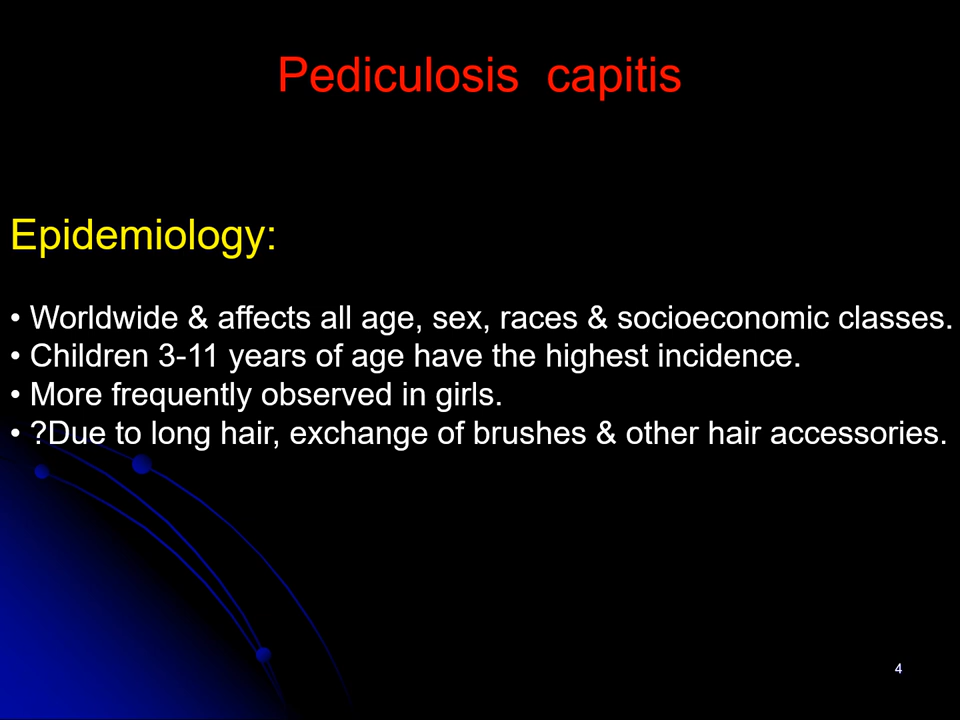 Pediculosis  capitis
Epidemiology:
• Worldwide & affects all age, sex, races & socioeconomic classes.
• Children 3-11 years of age have the highest incidence.
• More frequently observed in girls.
• ?Due to long hair, exchange of brushes & other hair accessories.
4